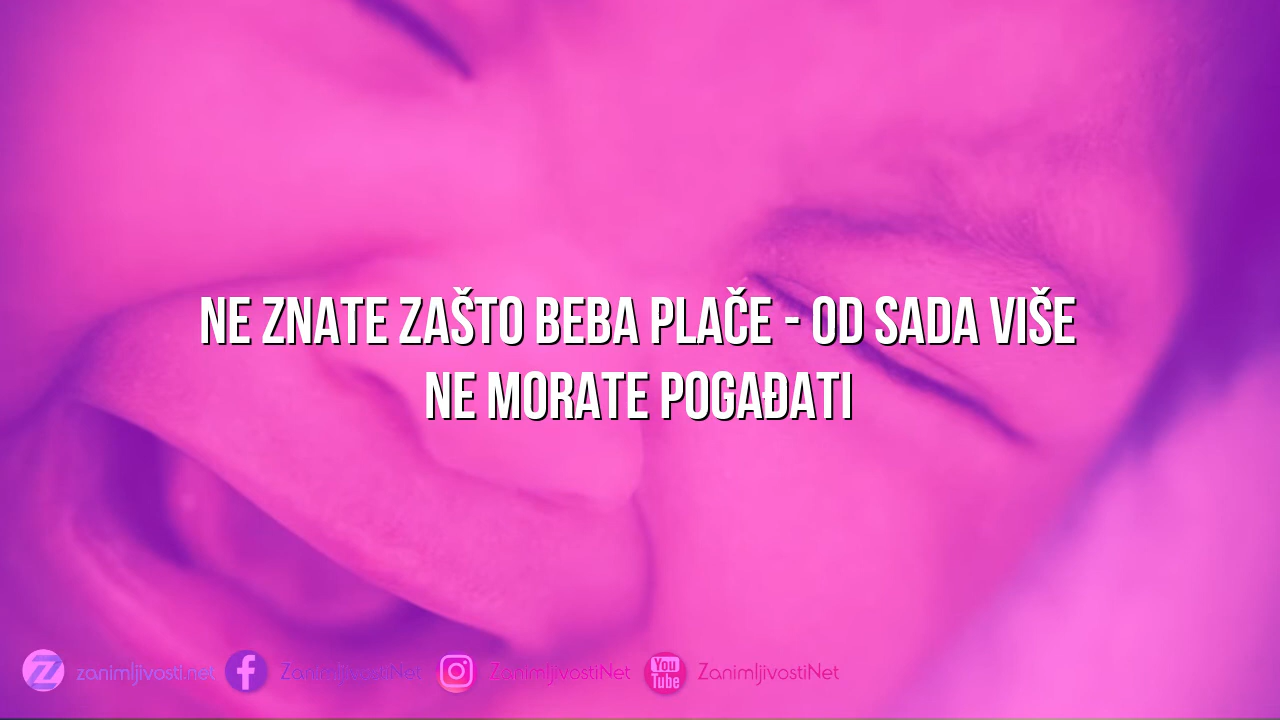 NE ZNATE ZAŠTO BEBA PLAČE - OD SADA VIŠE
NE MORATE POGAĐATI
zanimljivosti.net ZanimljivostiNet ZanimljivostiNet You Tube ZanimljivostiNet